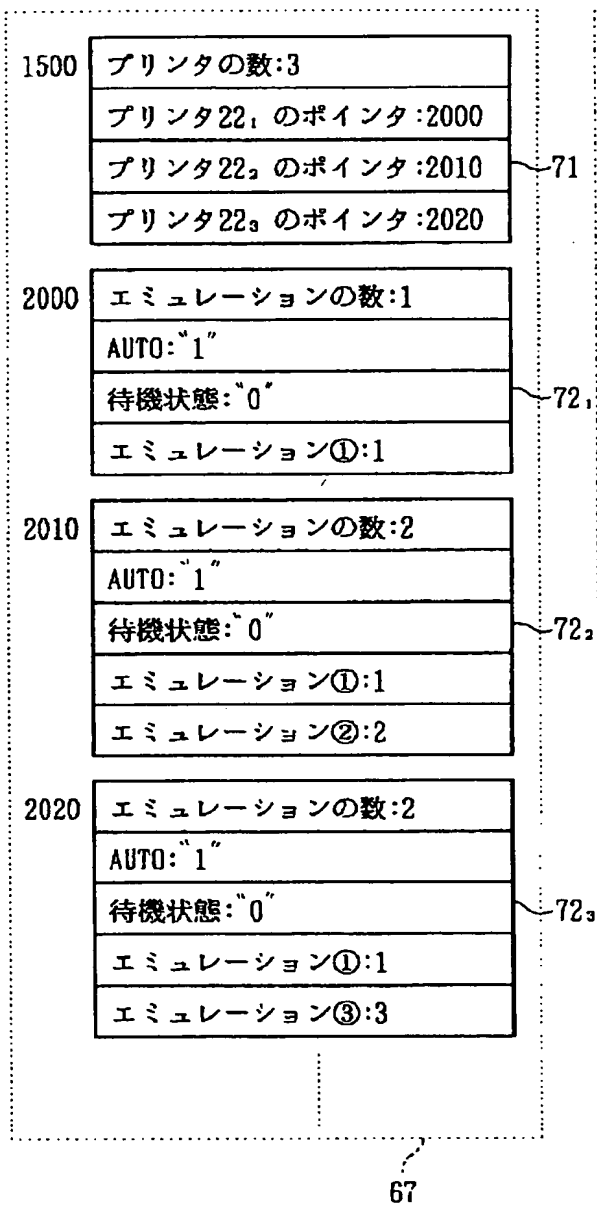 1500 プリンタの数:3
プリンタ22₁ のポインタ:2000
プリンタ22₂ のポインタ:2010 71
プリンタ22₃ のポインタ:2020
2000 エミュレーションの数:1
AUTO:"1"
待機状態:"0" 72₁
エミュレーション①:1
2010 エミュレーションの数:2
AUTO:"1"
待機状態:"0" 72₂
エミュレーション①:1
エミュレーション②:2
2020 エミュレーションの数:2
AUTO:"1"
待機状態:"0" 72₃
エミュレーション①:1
エミュレーション③:3
67